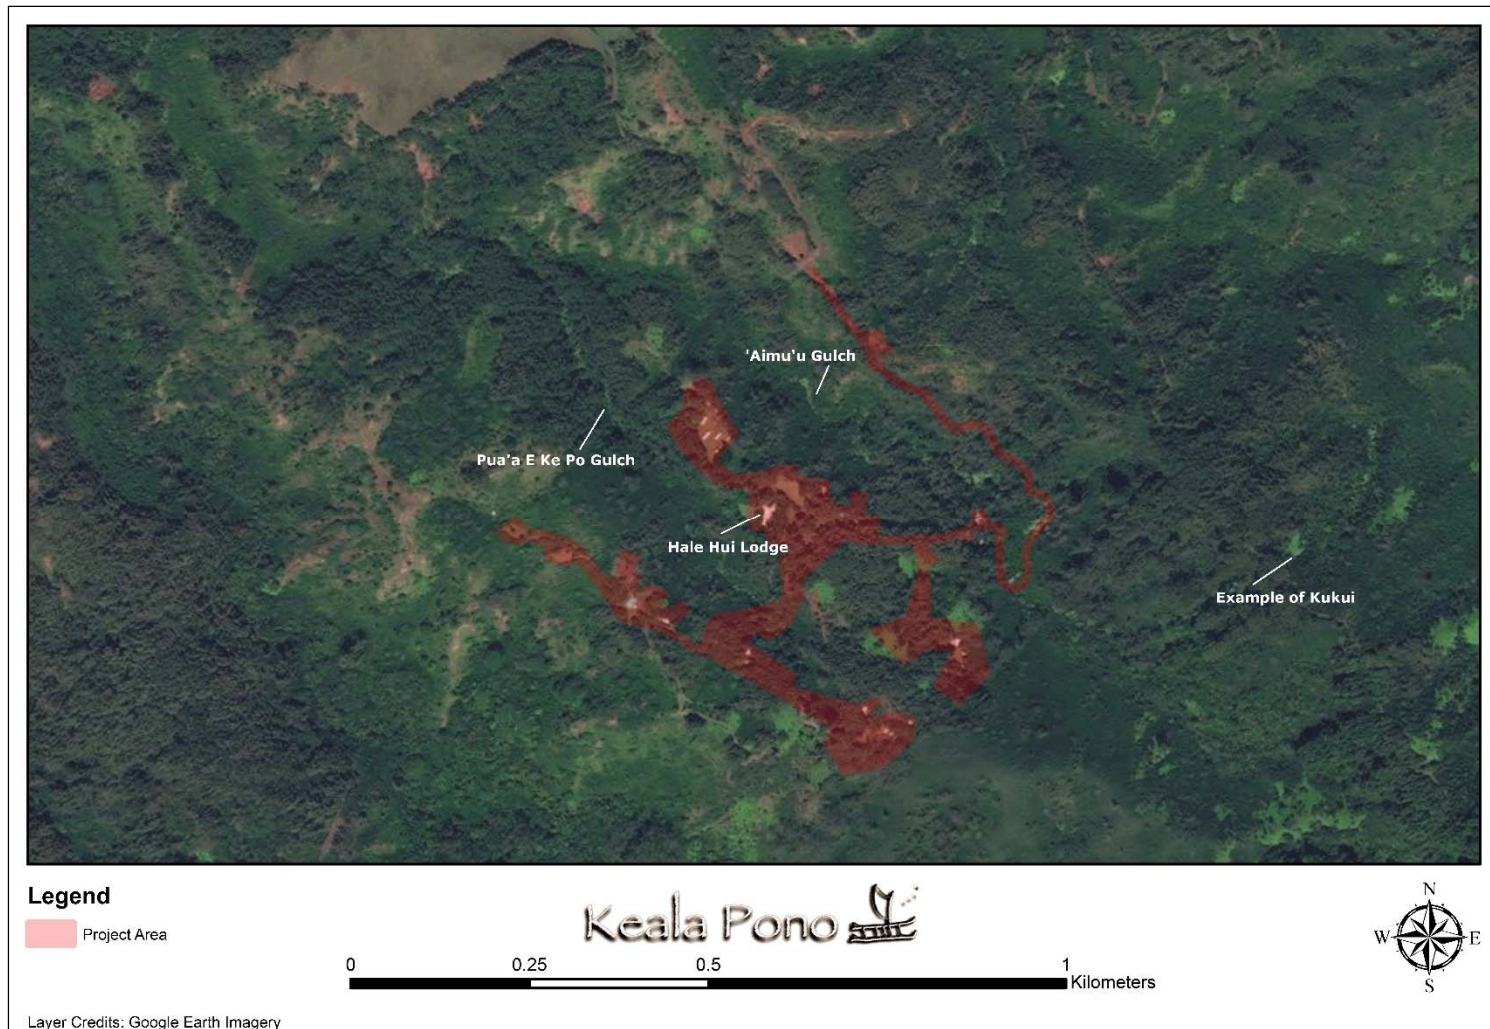 'Aimu'u Gulch
Pua'a E Ke Po Gulch
Hale Hui Lodge
Example of Kukui
Legend
Project Area
Keala Pono
0 0.25 0.5 1
Kilometers
N
W E
S
Layer Credits: Google Earth Imagery